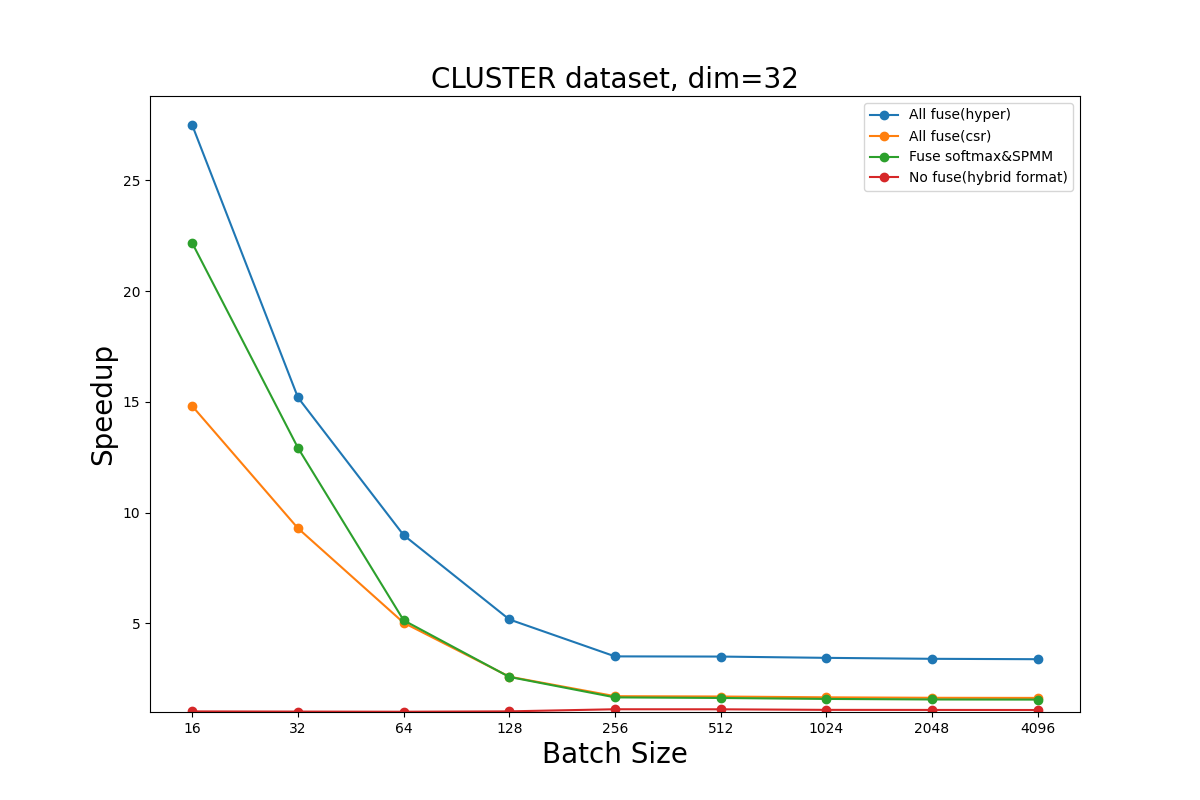 CLUSTER dataset, dim=32
All fuse(hyper)
All fuse(csr)
Fuse softmax&SPMM
No fuse(hybrid format)
Speedup
25
20
15
10
5
16 32 64 128 256 512 1024 2048 4096
Batch Size